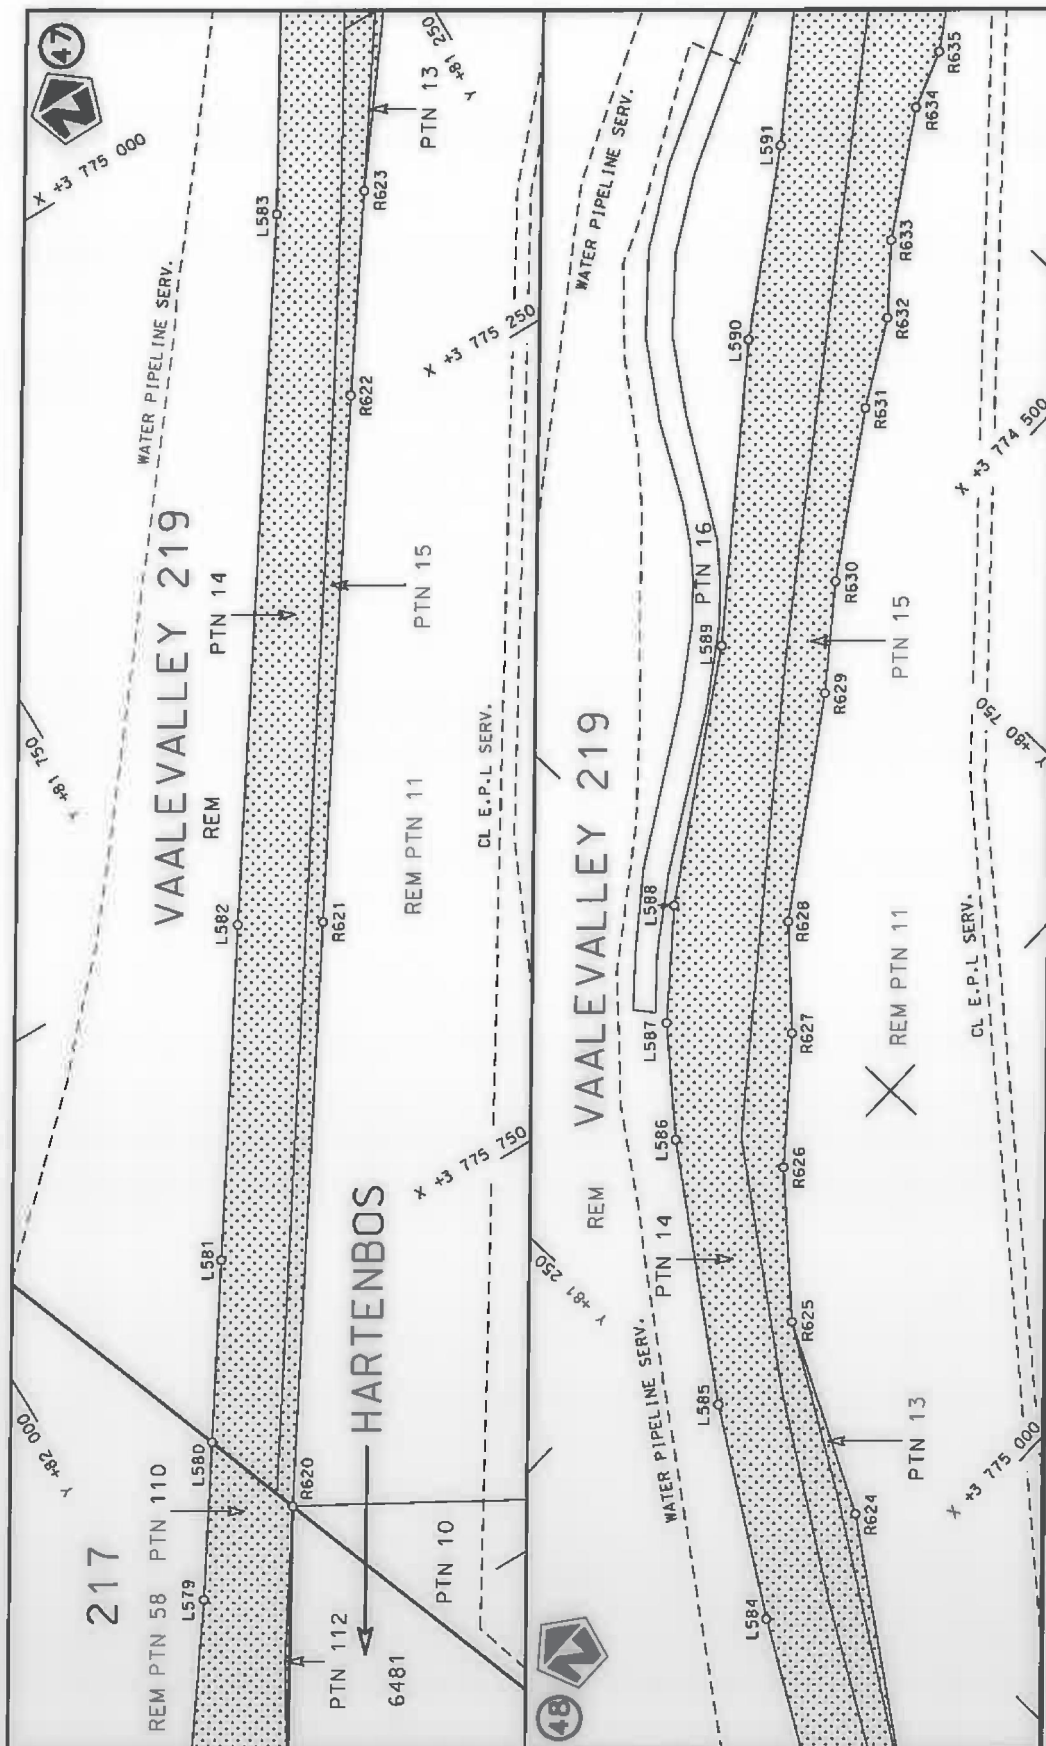 47
X +3 775 000
Y +81 250
PTN 13
L583
R623
WATER PIPELINE SERV.
X +3 775 250
R622
VAALEVALLEY 219
PTN 14
PTN 15
REM
Y +81 750
REM PTN 11
CL E.P.L SERV.
L582
R621
X +3 775 750
L581
HARTENBOS
Y +82 000
L580
R620
217
REM PTN 58 PTN 110
L579
PTN 10
PTN 112
6481
48
WATER PIPELINE SERV.
R635
R634
L591
R633
R632
L590
R631
X +3 774 500
PTN 16
L589
R630
PTN 15
R629
Y +80 750
VAALEVALLEY 219
REM
L588
R628
L587
R627
REM PTN 11
CL E.P.L SERV.
L586
R626
PTN 14
Y +81 250
R625
L585
WATER PIPELINE SERV.
PTN 13
X +3 775 000
R624
L584